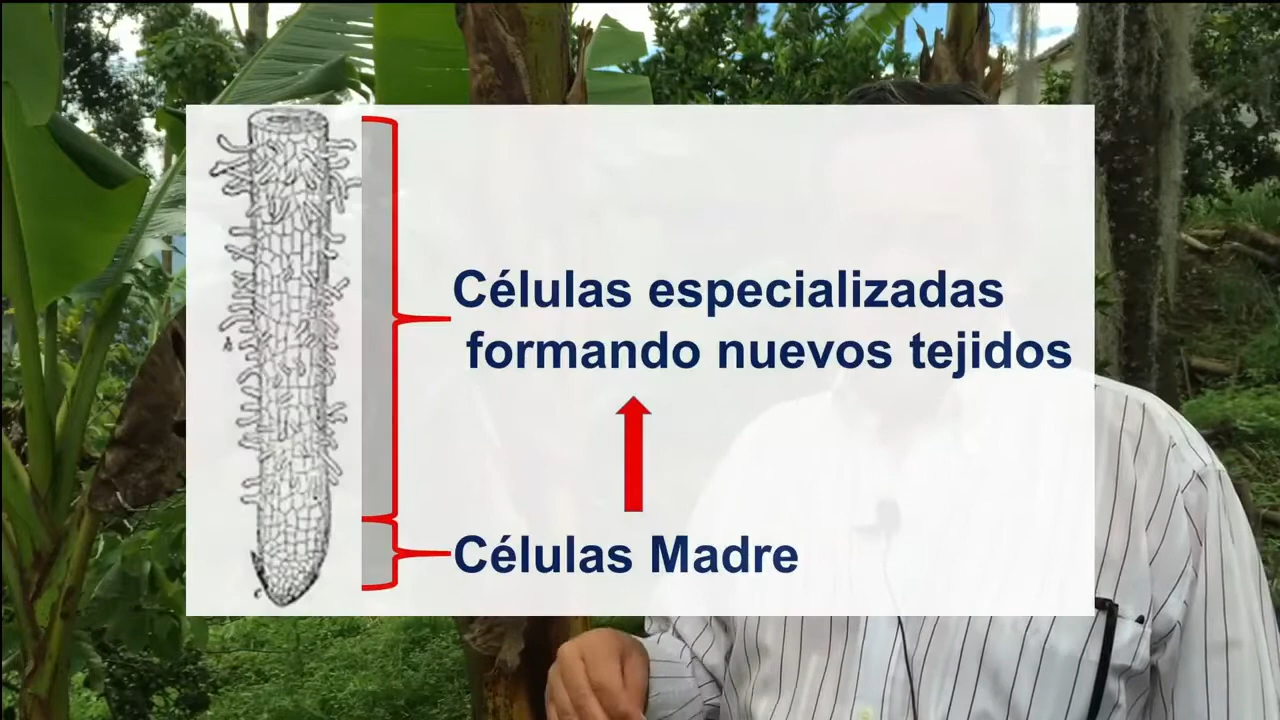 Células especializadas
formando nuevos tejidos
Células Madre